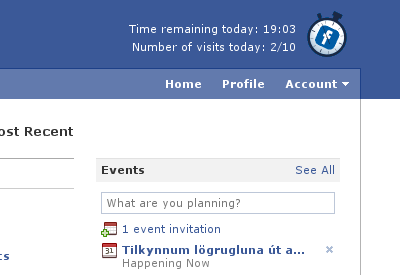 Time remaining today: 19:03
Number of visits today: 2/10
Home Profile Account
ost Recent
Events See All
What are you planning?
1 event invitation
31 Tilkynnum lögrugluna út a...
Happening Now
cs